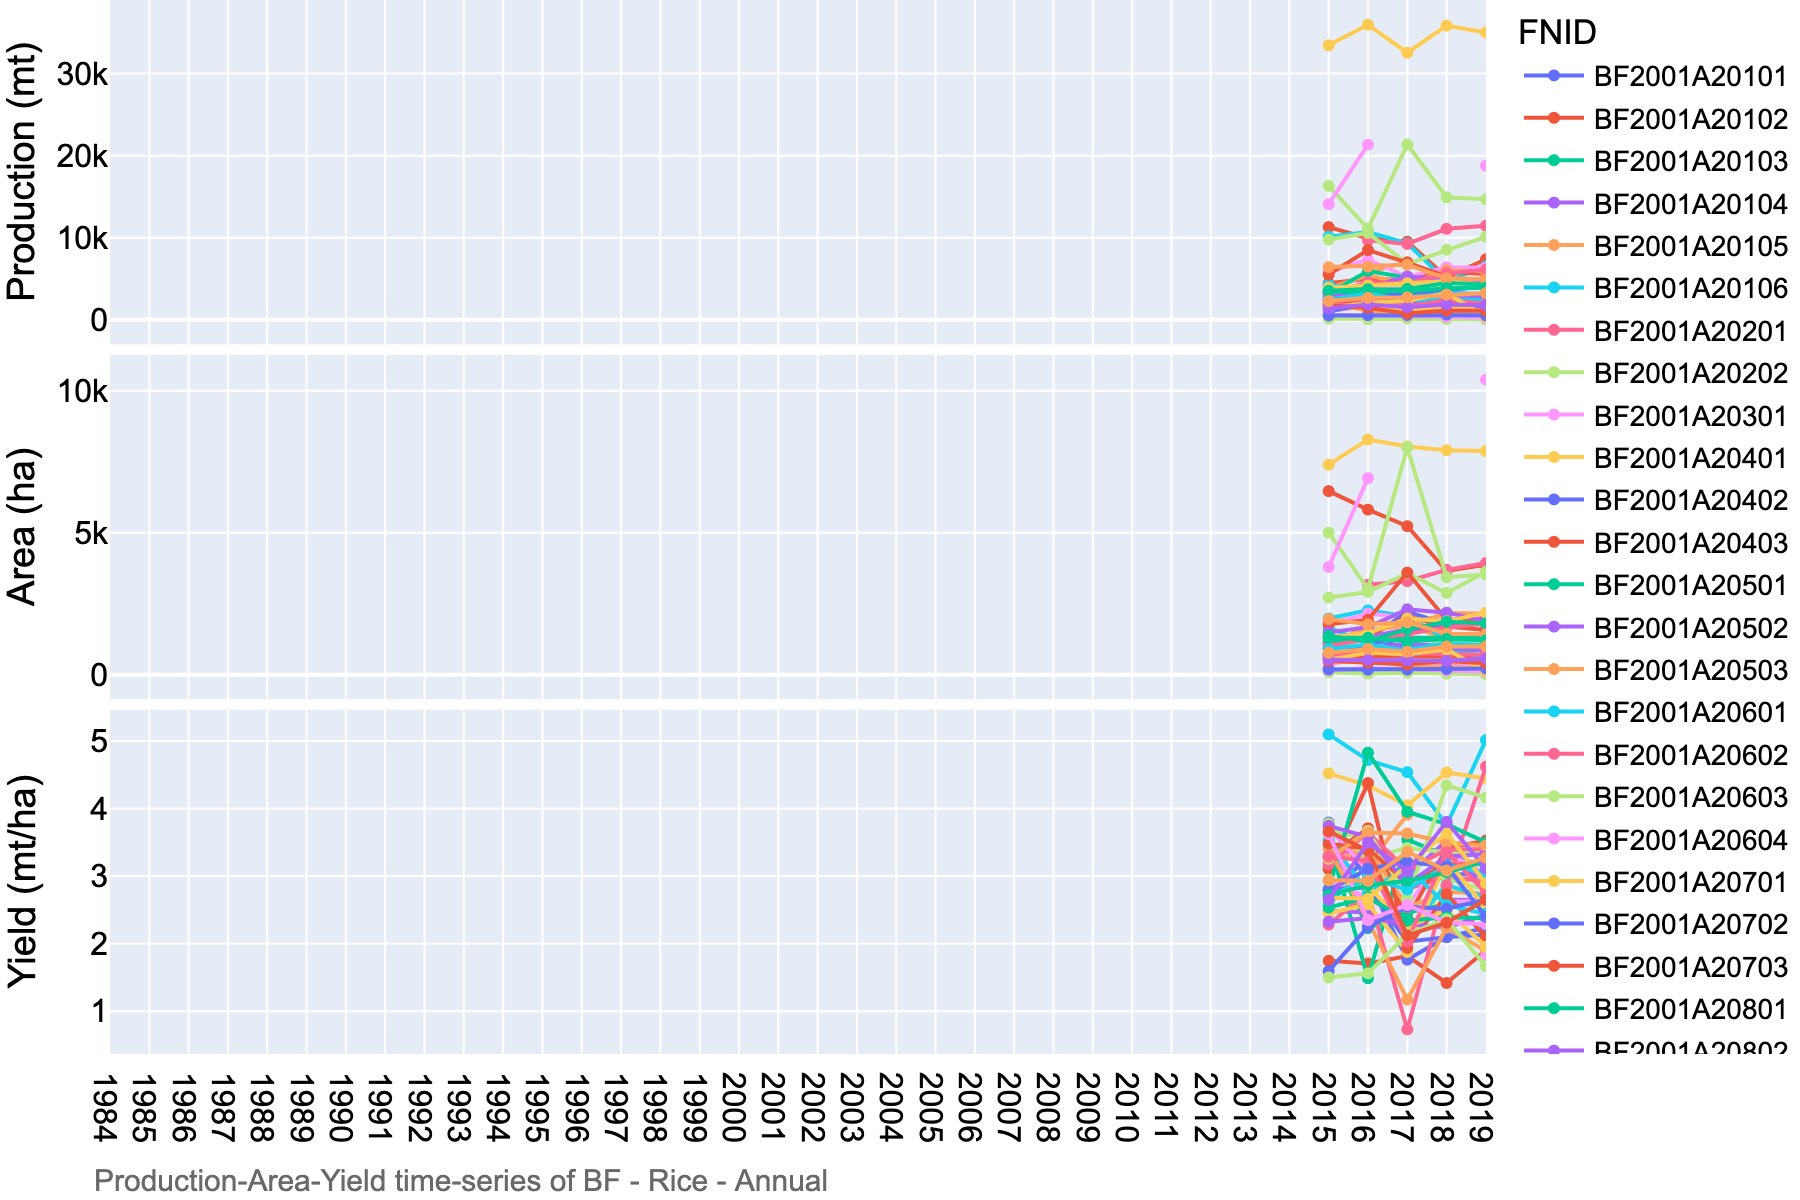 Production (mt)
30k
20k
10k
0
Area (ha)
10k
5k
0
Yield (mt/ha)
5
4
3
2
1
1984
1985
1986
1987
1988
1989
1990
1991
1992
1993
1994
1995
1996
1997
1998
1999
2000
2001
2002
2003
2004
2005
2006
2007
2008
2009
2010
2011
2012
2013
2014
2015
2016
2017
2018
2019
Production-Area-Yield time-series of BF - Rice - Annual
FNID
BF2001A20101
BF2001A20102
BF2001A20103
BF2001A20104
BF2001A20105
BF2001A20106
BF2001A20201
BF2001A20202
BF2001A20301
BF2001A20401
BF2001A20402
BF2001A20403
BF2001A20501
BF2001A20502
BF2001A20503
BF2001A20601
BF2001A20602
BF2001A20603
BF2001A20604
BF2001A20701
BF2001A20702
BF2001A20703
BF2001A20801
BF2001A20802